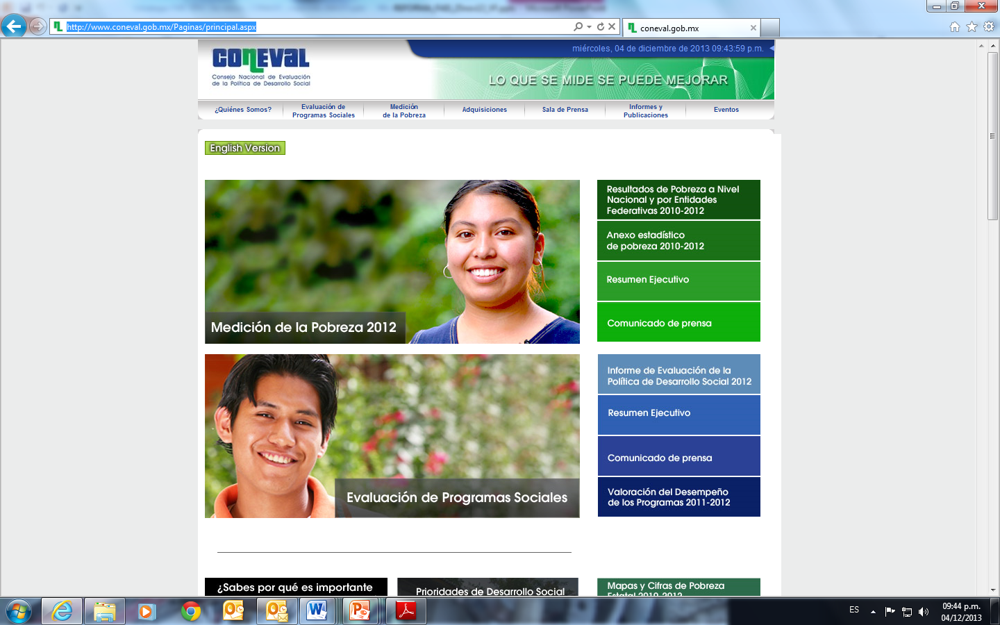 http://www.coneval.gob.mx/Paginas/principal.aspx
coneval.gob.mx
miércoles, 04 de diciembre de 2013 09:43:59 p.m.
CONEVAL
Consejo Nacional de Evaluación
de la Política de Desarrollo Social
LO QUE SE MIDE SE PUEDE MEJORAR
¿Quiénes Somos?
Evaluación de
Programas Sociales
Medición
de la Pobreza
Adquisiciones
Sala de Prensa
Informes y
Publicaciones
Eventos
English Version
Medición de la Pobreza 2012
Resultados de Pobreza a Nivel
Nacional y por Entidades
Federativas 2010-2012
Anexo estadístico
de pobreza 2010-2012
Resumen Ejecutivo
Comunicado de prensa
Evaluación de Programas Sociales
Informe de Evaluación de la
Política de Desarrollo Social 2012
Resumen Ejecutivo
Comunicado de prensa
Valoración del Desempeño
de los Programas 2011-2012
¿Sabes por qué es importante
Prioridades de Desarrollo Social
Mapas y Cifras de Pobreza
Estatal 2010-2012
ES
09:44 p.m.
04/12/2013